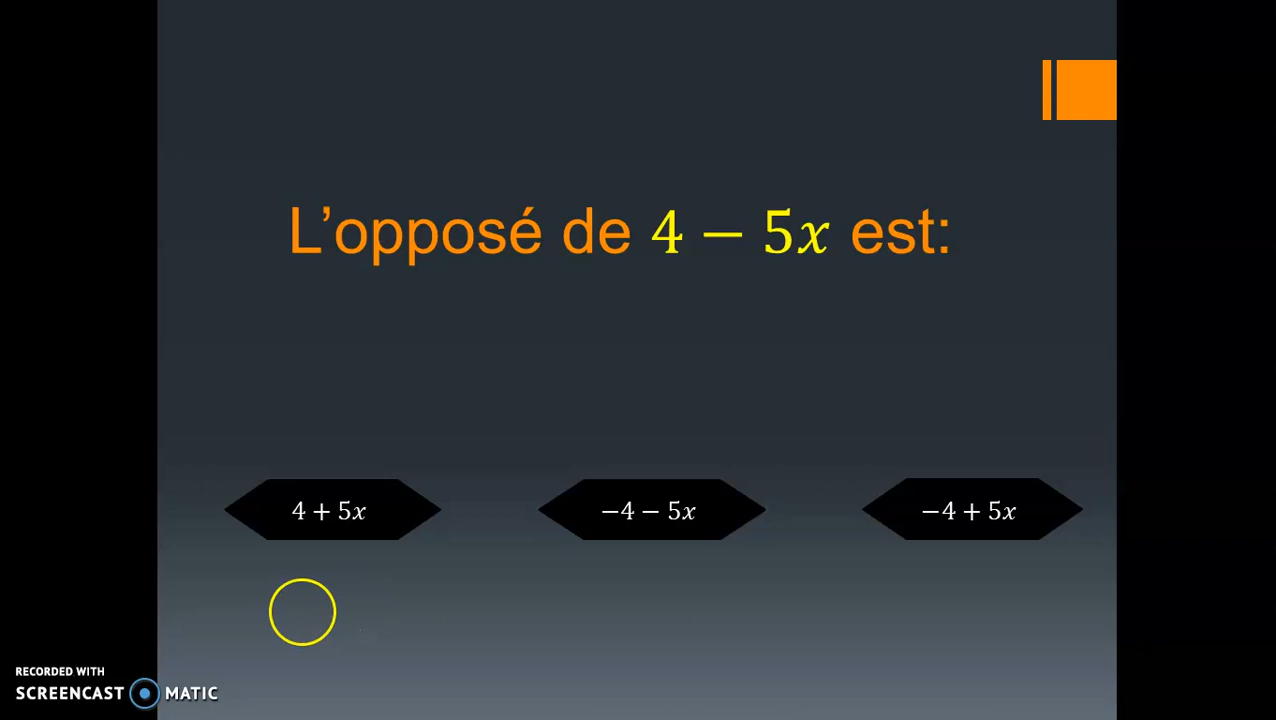 L’opposé de 4 − 5x est:
4 + 5x
−4 − 5x
−4 + 5x
RECORDED WITH
SCREENCAST MATIC